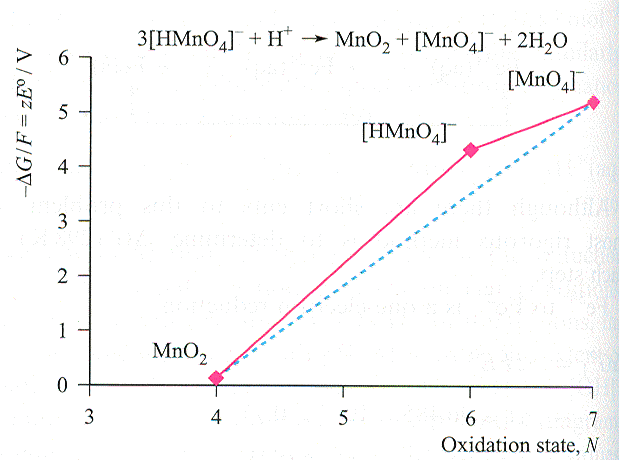 3[HMnO₄]⁻ + H⁺ → MnO₂ + [MnO₄]⁻ + 2H₂O
[MnO₄]⁻
[HMnO₄]⁻
MnO₂
-ΔG/F = zE°/V
6
5
4
3
2
1
0
3 4 5 6 7
Oxidation state, N